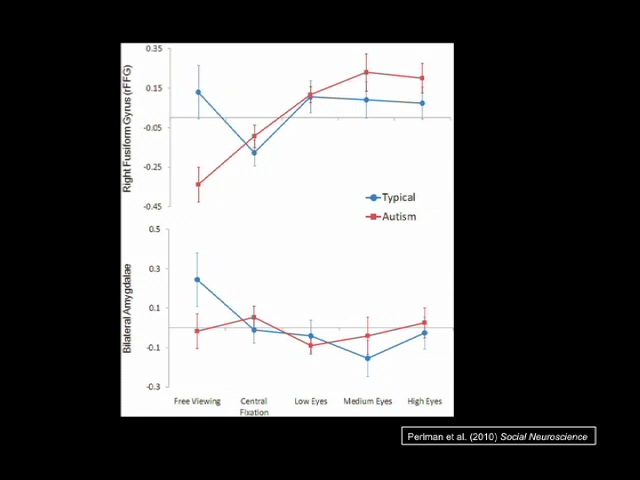 0.35
0.15
-0.05
-0.25
-0.45
Right Fusiform Gyrus (rFFG)
Typical
Autism
0.5
0.3
0.1
-0.1
-0.3
Bilateral Amygdalae
Free Viewing
Central Fixation
Low Eyes
Medium Eyes
High Eyes
Perlman et al. (2010) Social Neuroscience